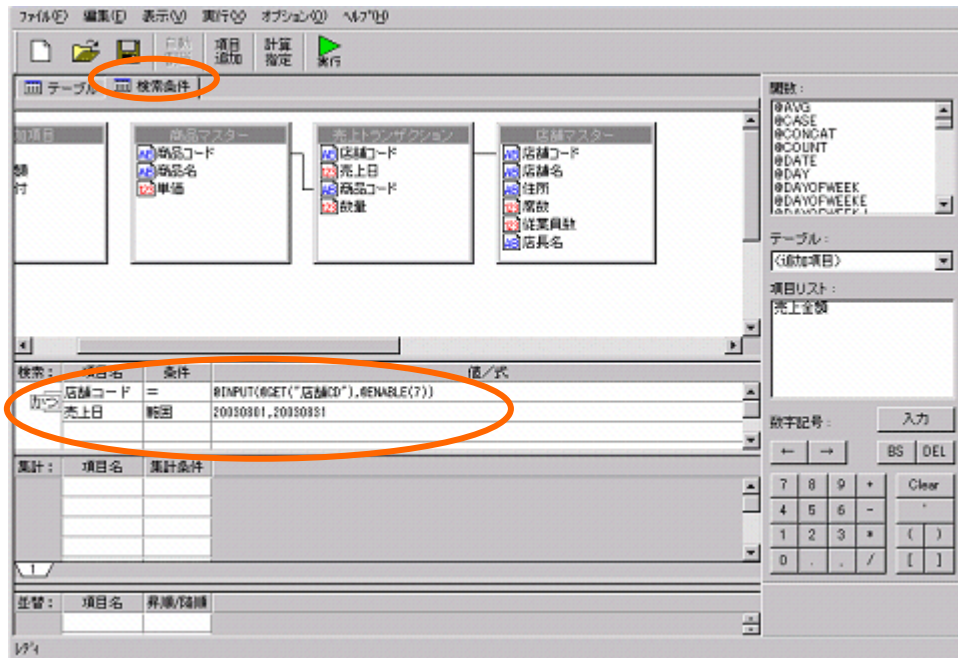 ファイル(F) 編集(E) 表示(V) 実行(X) オプション(O) ヘルプ(H)
項目追加 計算指定 実行
テーブル 検索条件
加項目
額
付
商品マスター
商品コード
商品名
単価
売上トランザクション
店舗コード
売上日
商品コード
数量
店舗マスター
店舗コード
店舗名
住所
席数
従業員数
店長名
関数：
@AVG
@CASE
@CONCAT
@COUNT
@DATE
@DAY
@DAYOFWEEK
@DAYOFWEEKE
テーブル：
〈追加項目〉
項目リスト：
売上金額
検索： 項目名 条件 値／式
かつ
店舗コード = @INPUT(@GET("店舗CD"),@ENABLE(7))
売上日 範囲 20030801,20030831
集計： 項目名 集計条件
1
並替： 項目名 昇順/降順
数字記号： 入力
← → BS DEL
7 8 9 + Clear
4 5 6 -
1 2 3 * ( )
0 . , / [ ]
ﾚﾃﾞｨ